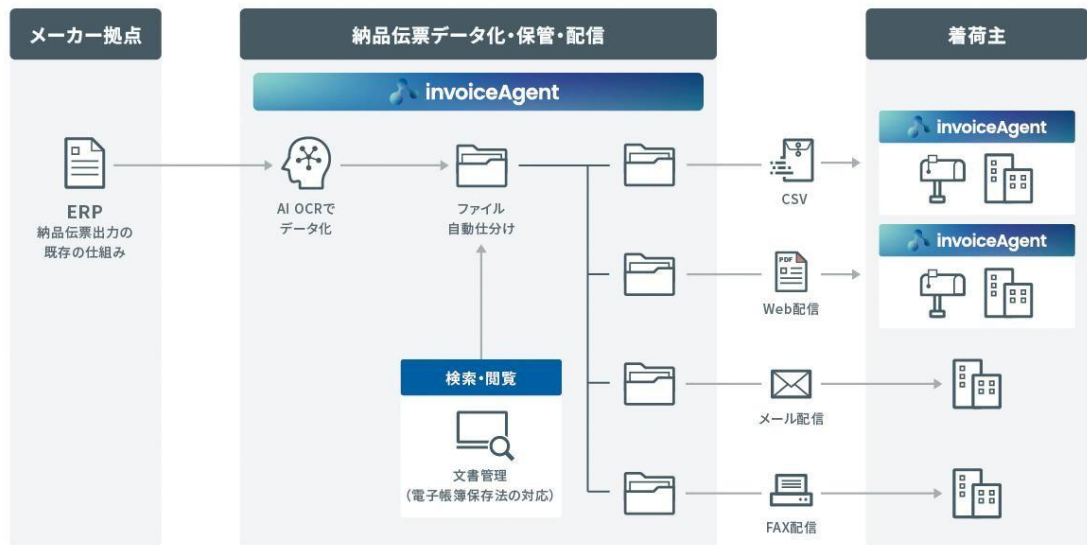 メーカー拠点
納品伝票データ化・保管・配信
着荷主
invoiceAgent
ERP
納品伝票出力の
既存の仕組み
AI OCRで
データ化
ファイル
自動仕分け
検索・閲覧
文書管理
(電子帳簿保存法の対応)
CSV
PDF
Web配信
メール配信
FAX配信
invoiceAgent
invoiceAgent